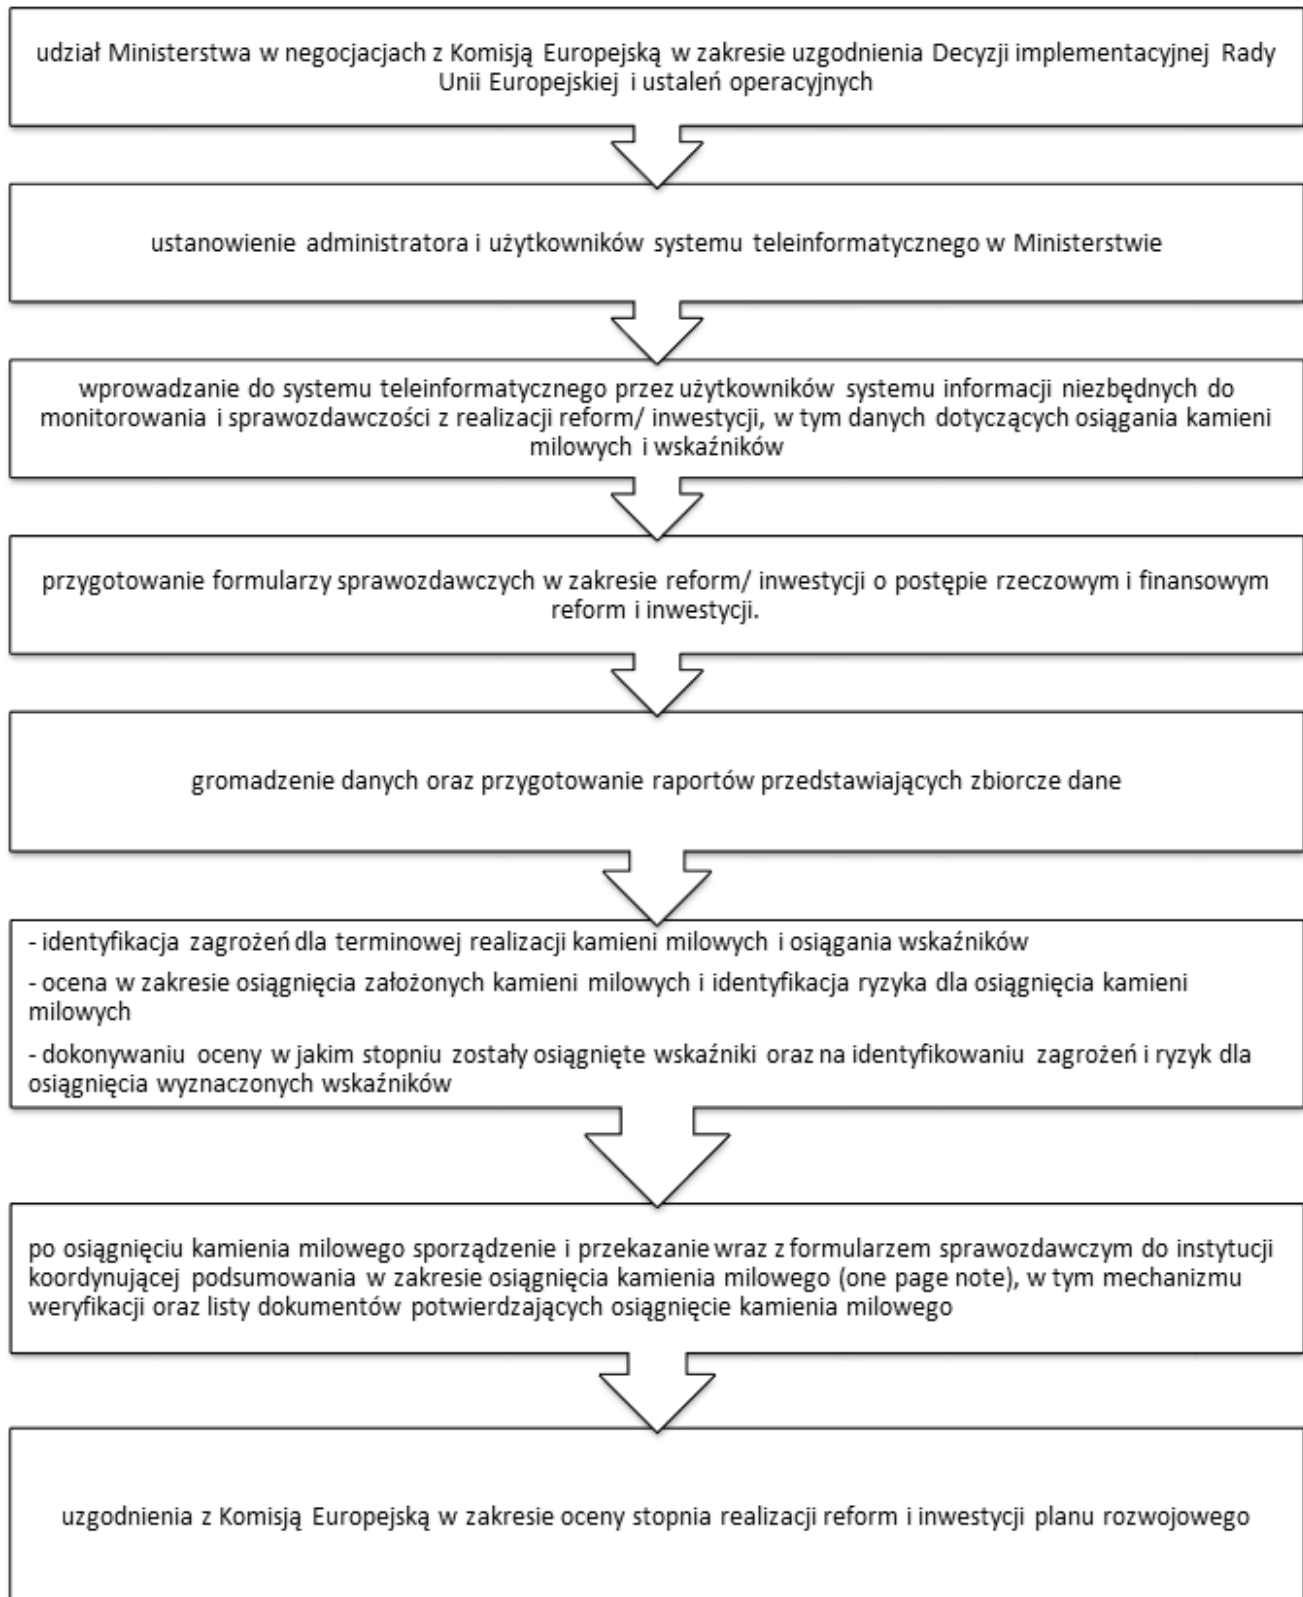 udział Ministerstwa w negocjacjach z Komisją Europejską w zakresie uzgodnienia Decyzji implementacyjnej Rady
Unii Europejskiej i ustaleń operacyjnych
ustanowienie administratora i użytkowników systemu teleinformatycznego w Ministerstwie
wprowadzanie do systemu teleinformatycznego przez użytkowników systemu informacji niezbędnych do
monitorowania i sprawozdawczości z realizacji reform/ inwestycji, w tym danych dotyczących osiągania kamieni
milowych i wskaźników
przygotowanie formularzy sprawozdawczych w zakresie reform/ inwestycji o postępie rzeczowym i finansowym
reform i inwestycji.
gromadzenie danych oraz przygotowanie raportów przedstawiających zbiorcze dane
- identyfikacja zagrożeń dla terminowej realizacji kamieni milowych i osiągania wskaźników
- ocena w zakresie osiągnięcia założonych kamieni milowych i identyfikacja ryzyka dla osiągnięcia kamieni
milowych
- dokonywaniu oceny w jakim stopniu zostały osiągnięte wskaźniki oraz na identyfikowaniu zagrożeń i ryzyk dla
osiągnięcia wyznaczonych wskaźników
po osiągnięciu kamienia milowego sporządzenie i przekazanie wraz z formularzem sprawozdawczym do instytucji
koordynującej podsumowania w zakresie osiągnięcia kamienia milowego (one page note), w tym mechanizmu
weryfikacji oraz listy dokumentów potwierdzających osiągnięcie kamienia milowego
uzgodnienia z Komisją Europejską w zakresie oceny stopnia realizacji reform i inwestycji planu rozwojowego